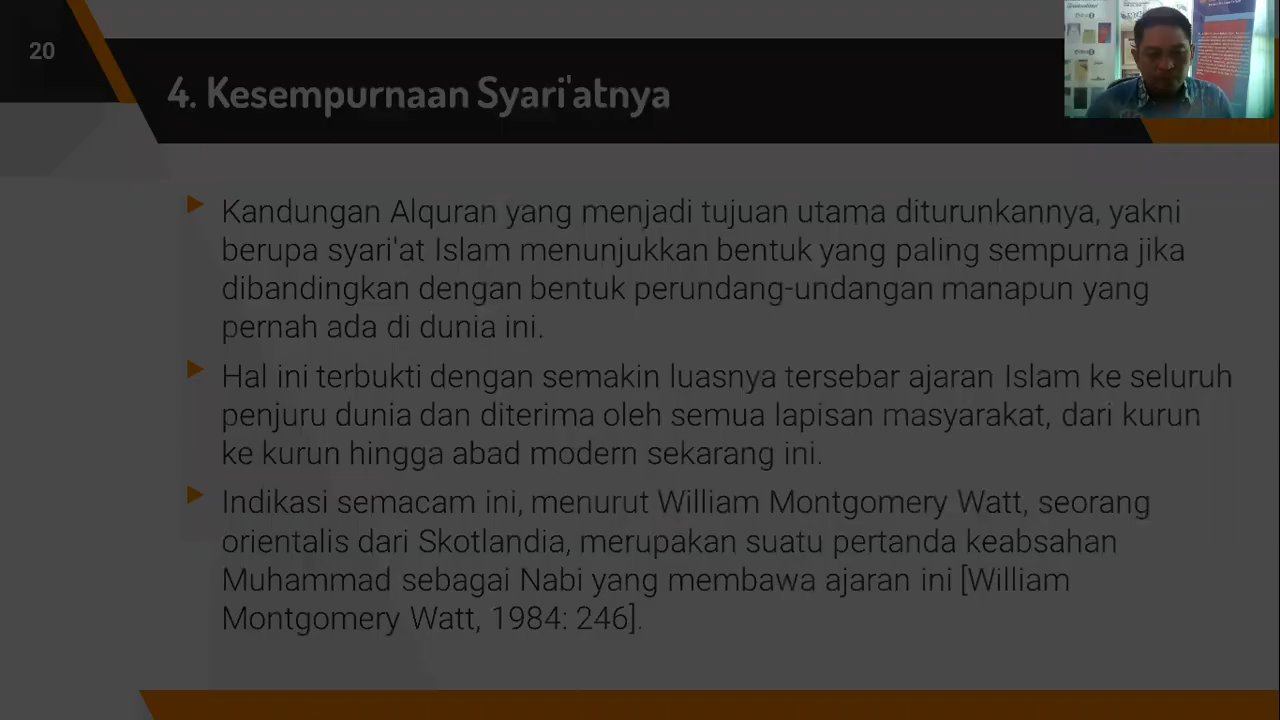 20
4. Kesempurnaan Syari'atnya
Kandungan Alquran yang menjadi tujuan utama diturunkannya, yakni
berupa syari'at Islam menunjukkan bentuk yang paling sempurna jika
dibandingkan dengan bentuk perundang-undangan manapun yang
pernah ada di dunia ini.
Hal ini terbukti dengan semakin luasnya tersebar ajaran Islam ke seluruh
penjuru dunia dan diterima oleh semua lapisan masyarakat, dari kurun
ke kurun hingga abad modern sekarang ini.
Indikasi semacam ini, menurut William Montgomery Watt, seorang
orientalis dari Skotlandia, merupakan suatu pertanda keabsahan
Muhammad sebagai Nabi yang membawa ajaran ini [William
Montgomery Watt, 1984: 246].